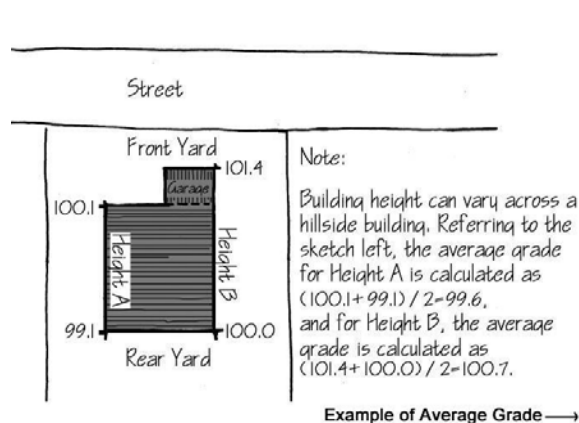 Street
Front Yard
101.4
Garage
100.1
Height A
Height B
99.1
100.0
Rear Yard
Note:
Building height can vary across a
hillside building. Referring to the
sketch left, the average grade
for Height A is calculated as
(100.1+99.1)/2=99.6,
and for Height B, the average
grade is calculated as
(101.4+100.0)/2=100.7.
Example of Average Grade